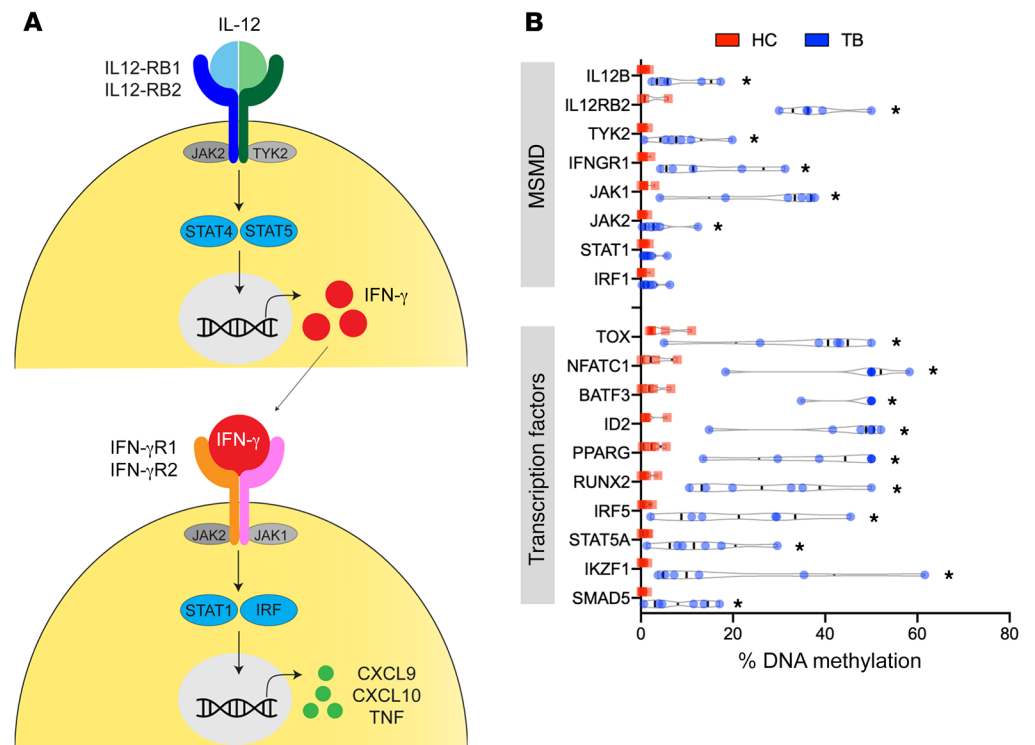 A
IL-12
IL12-RB1
IL12-RB2
JAK2 TYK2
STAT4 STAT5
IFN-γ
IFN-γR1
IFN-γR2
IFN-γ
JAK2 JAK1
STAT1 IRF
CXCL9
CXCL10
TNF
B
HC TB
MSMD
IL12B *
IL12RB2 *
TYK2 *
IFNGR1 *
JAK1 *
JAK2 *
STAT1
IRF1
Transcription factors
TOX *
NFATC1 *
BATF3 *
ID2 *
PPARG *
RUNX2 *
IRF5 *
STAT5A *
IKZF1 *
SMAD5 *
0 20 40 60 80
% DNA methylation